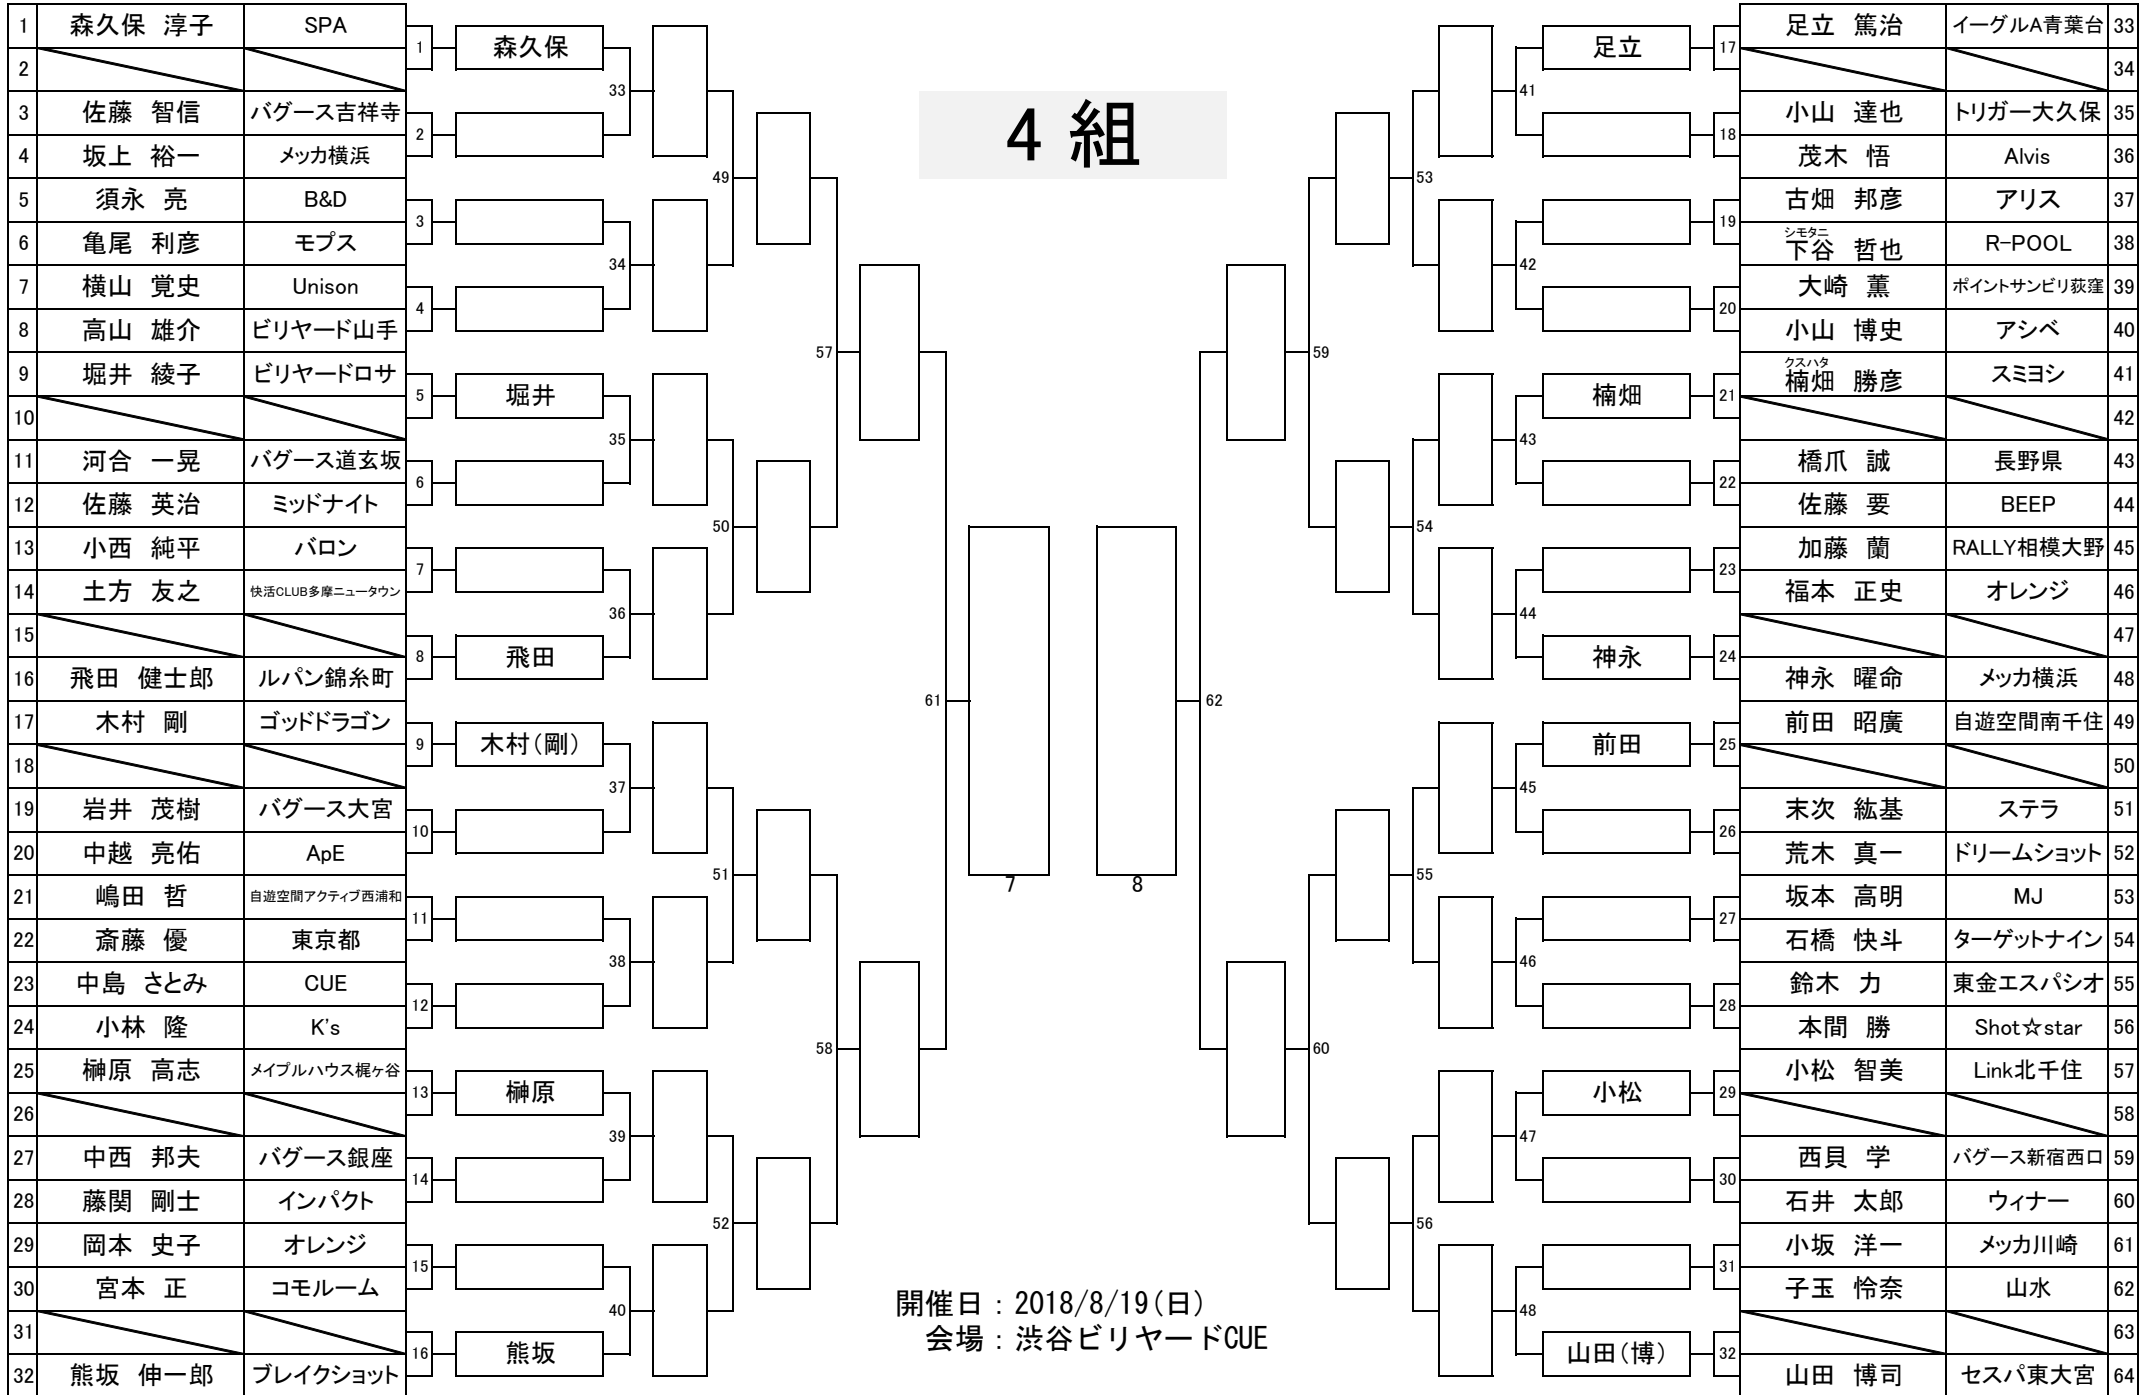 4 組
1 森久保 淳子 SPA
2
3 佐藤 智信 バグース吉祥寺
4 坂上 裕一 メッカ横浜
5 須永 亮 B&D
6 亀尾 利彦 モプス
7 横山 覚史 Unison
8 高山 雄介 ビリヤード山手
9 堀井 綾子 ビリヤードロサ
10
11 河合 一晃 バグース道玄坂
12 佐藤 英治 ミッドナイト
13 小西 純平 バロン
14 土方 友之 快活CLUB多摩ニュータウン
15
16 飛田 健士郎 ルパン錦糸町
17 木村 剛 ゴッドドラゴン
18
19 岩井 茂樹 バグース大宮
20 中越 亮佑 ApE
21 嶋田 哲 自遊空間アクティブ西浦和
22 斎藤 優 東京都
23 中島 さとみ CUE
24 小林 隆 K's
25 榊原 高志 メイプルハウス梶ヶ谷
26
27 中西 邦夫 バグース銀座
28 藤関 剛士 インパクト
29 岡本 史子 オレンジ
30 宮本 正 コモルーム
31
32 熊坂 伸一郎 ブレイクショット
1 森久保
2
3
4
5 堀井
6
7
8 飛田
9 木村(剛)
10
11
12
13 榊原
14
15
16 熊坂
33
34
35
36
37
38
39
40
49
50
51
52
57
58
61
7
8
62
59
60
53
54
55
56
41
42
43
44
45
46
47
48
足立 17
18
19
20
楠畑 21
22
23
神永 24
前田 25
26
27
28
小松 29
30
31
山田(博) 32
足立 篤治 イーグルA青葉台 33
34
小山 達也 トリガー大久保 35
茂木 悟 Alvis 36
古畑 邦彦 アリス 37
シモタニ
下谷 哲也 R-POOL 38
大崎 薫 ポイントサンビリ荻窪 39
小山 博史 アシベ 40
クスハタ
楠畑 勝彦 スミヨシ 41
42
橋爪 誠 長野県 43
佐藤 要 BEEP 44
加藤 蘭 RALLY相模大野 45
福本 正史 オレンジ 46
47
神永 曜命 メッカ横浜 48
前田 昭廣 自遊空間南千住 49
50
末次 紘基 ステラ 51
荒木 真一 ドリームショット 52
坂本 高明 MJ 53
石橋 快斗 ターゲットナイン 54
鈴木 力 東金エスパシオ 55
本間 勝 Shot☆star 56
小松 智美 Link北千住 57
58
西貝 学 バグース新宿西口 59
石井 太郎 ウィナー 60
小坂 洋一 メッカ川崎 61
子玉 怜奈 山水 62
63
山田 博司 セスパ東大宮 64
開催日：2018/8/19(日)
会場：渋谷ビリヤードCUE